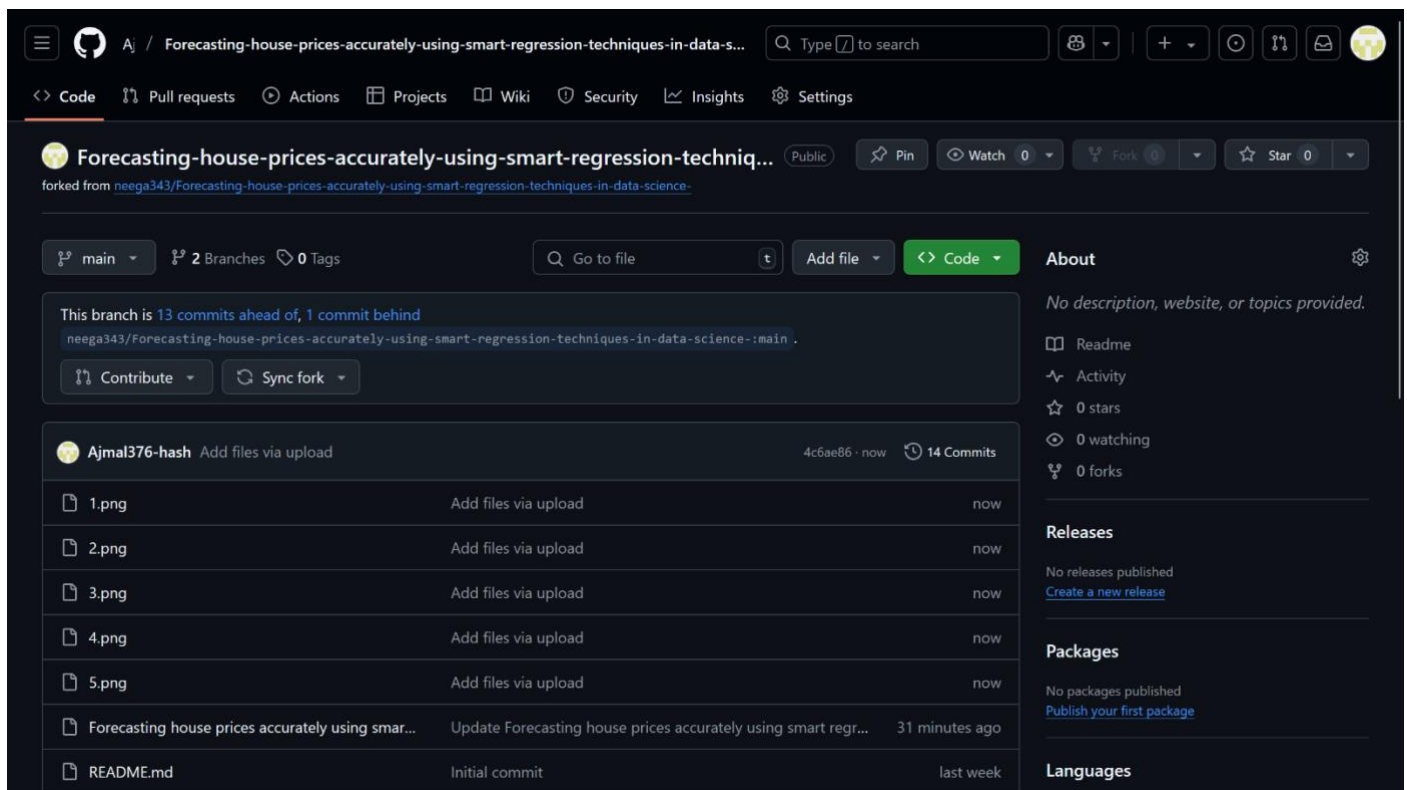 Aj / Forecasting-house-prices-accurately-using-smart-regression-techniques-in-data-s... Type / to search
Code Pull requests Actions Projects Wiki Security Insights Settings
Forecasting-house-prices-accurately-using-smart-regression-techniq... Public Pin Watch 0 Fork 0 Star 0
forked from neega343/Forecasting-house-prices-accurately-using-smart-regression-techniques-in-data-science-
main 2 Branches 0 Tags Go to file t Add file Code
This branch is 13 commits ahead of, 1 commit behind
neega343/Forecasting-house-prices-accurately-using-smart-regression-techniques-in-data-science-:main .
Contribute Sync fork
Ajmal376-hash Add files via upload 4c6ae86 · now 14 Commits
1.png Add files via upload now
2.png Add files via upload now
3.png Add files via upload now
4.png Add files via upload now
5.png Add files via upload now
Forecasting house prices accurately using smar... Update Forecasting house prices accurately using smart regr... 31 minutes ago
README.md Initial commit last week
About
No description, website, or topics provided.
Readme
Activity
0 stars
0 watching
0 forks
Releases
No releases published
Create a new release
Packages
No packages published
Publish your first package
Languages